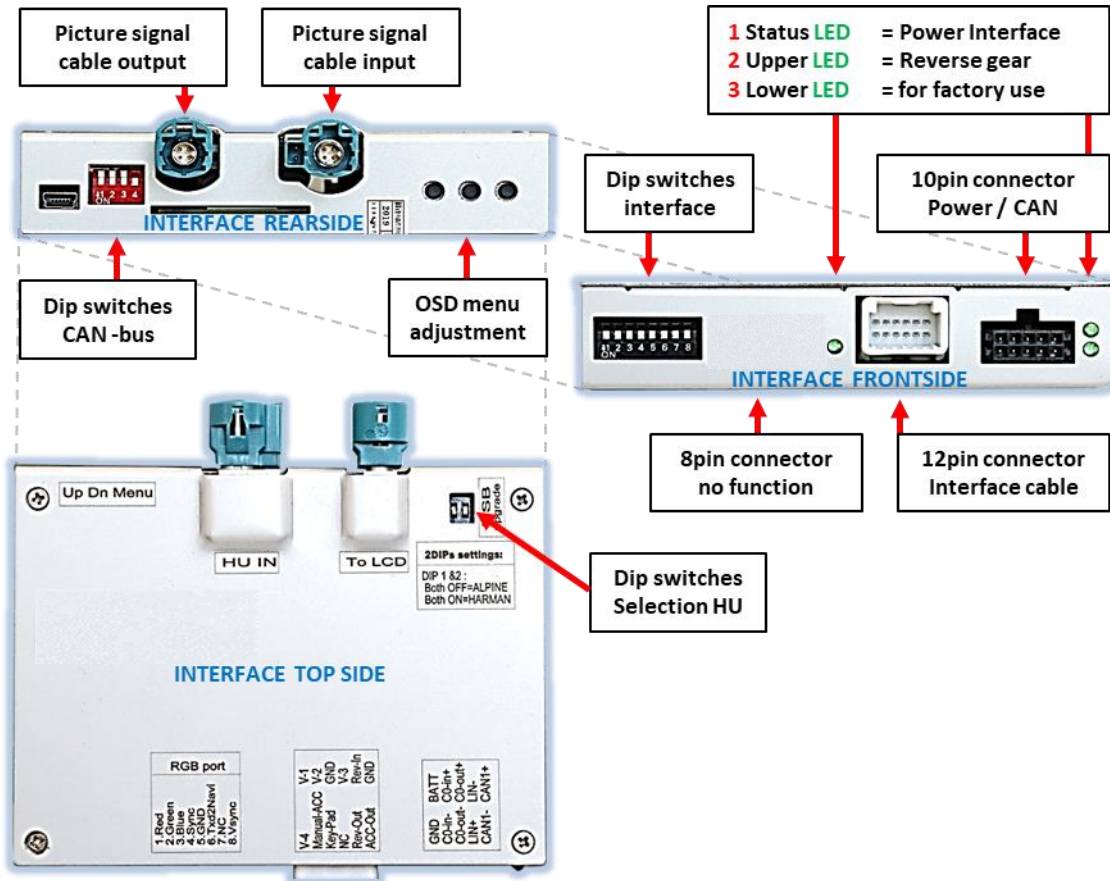 Picture signal
cable output
Picture signal
cable input
1 Status LED = Power Interface
2 Upper LED = Reverse gear
3 Lower LED = for factory use
Dip switches
interface
10pin connector
Power / CAN
1 2 3 4
ON
2019
INTERFACE REARSIDE
Dip switches
CAN -bus
OSD menu
adjustment
1 2 3 4 5 6 7 8
ON
INTERFACE FRONTSIDE
8pin connector
no function
12pin connector
Interface cable
Up Dn Menu
HU IN
To LCD
2DIPs settings:
DIP 1 &2 :
Both OFF=ALPINE
Both ON=HARMAN
Dip switches
Selection HU
INTERFACE TOP SIDE
RGB port
1.Red
2.Green
3.Blue
4.Sync
5.GND
6.Txd2Navi
7.NC
8.Vsync
V-4 V-1
Manual-ACC V-2
Key-Pad GND
NC V-3
Rev-Out Rev-In
ACC-Out GND
GND BATT
C0-in- C0-in+
C0-out- C0-out+
LIN+ LIN-
CAN1- CAN1+